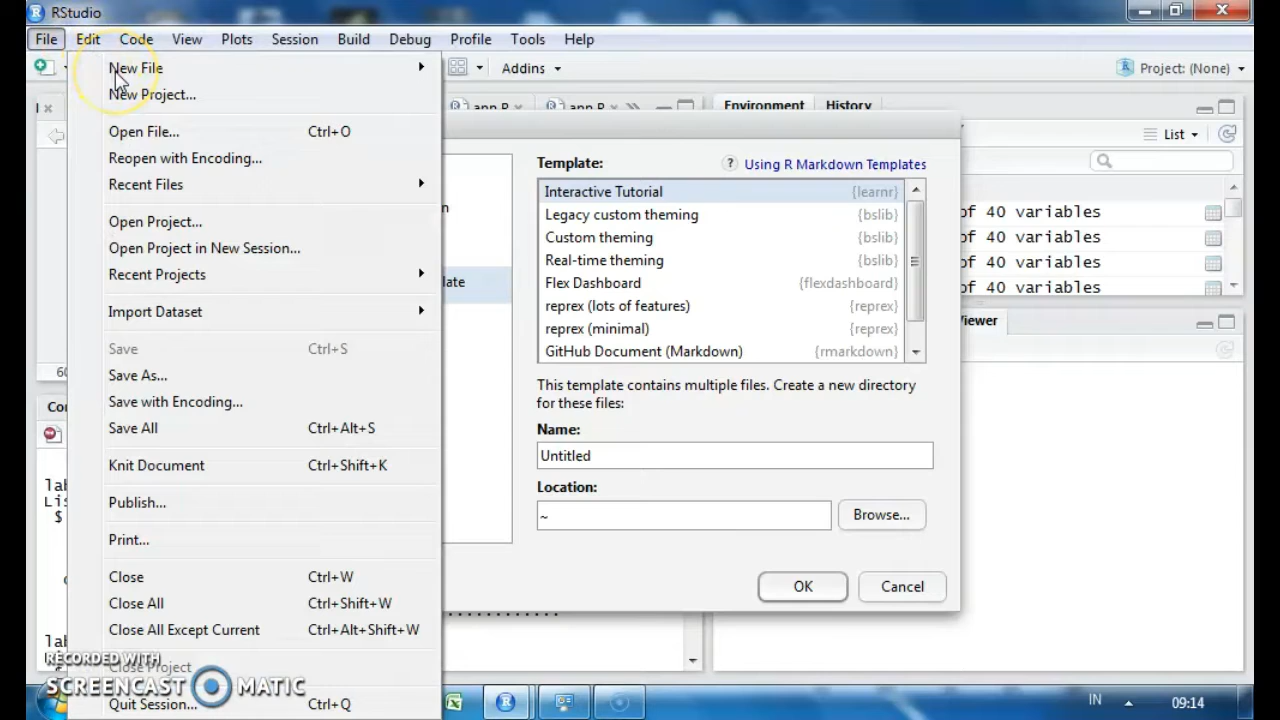 RStudio
File Edit Code View Plots Session Build Debug Profile Tools Help
Addins
Project: (None)
New File
New Project...
Open File... Ctrl+O
Reopen with Encoding...
Recent Files
Open Project...
Open Project in New Session...
Recent Projects
Import Dataset
Save Ctrl+S
Save As...
Save with Encoding...
Save All Ctrl+Alt+S
Knit Document Ctrl+Shift+K
Publish...
Print...
Close Ctrl+W
Close All Ctrl+Shift+W
Close All Except Current Ctrl+Alt+Shift+W
Close Project
Quit Session... Ctrl+Q
ann.R
ann.R
Environment History
List
of 40 variables
of 40 variables
of 40 variables
of 40 variables
Viewer
Template: ? Using R Markdown Templates
Interactive Tutorial {learnr}
Legacy custom theming {bslib}
Custom theming {bslib}
Real-time theming {bslib}
Flex Dashboard {flexdashboard}
reprex (lots of features) {reprex}
reprex (minimal) {reprex}
GitHub Document (Markdown) {rmarkdown}
This template contains multiple files. Create a new directory
for these files:
Name:
Untitled
Location:
~
Browse...
OK Cancel
RECORDED WITH
SCREENCAST MATIC
IN
09:14